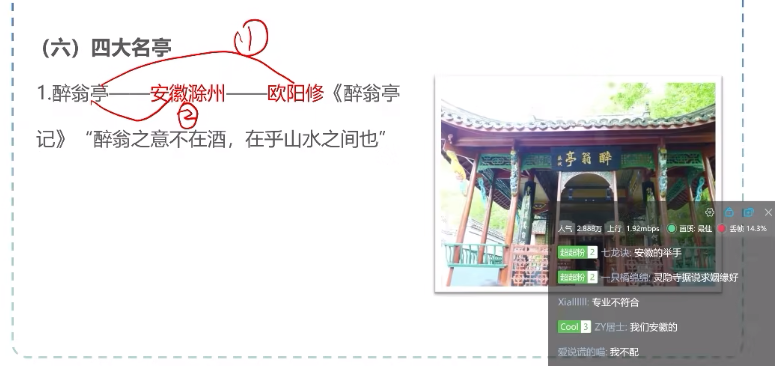 （六）四大名亭
①
1.醉翁亭——安徽滁州——欧阳修《醉翁亭
②
记》“醉翁之意不在酒，在乎山水之间也”
醉翁亭
人气 2.888万 上行 1.92mbps 画质: 最佳 丢帧 14.3%
超超粉 2 七龙诀: 安徽的举手
超超粉 2 一只橘绵绵: 灵隐寺据说求姻缘好
Xiallllll: 专业不符合
Cool 3 ZY居士: 我们安徽的
爱说谎的喵: 我不配